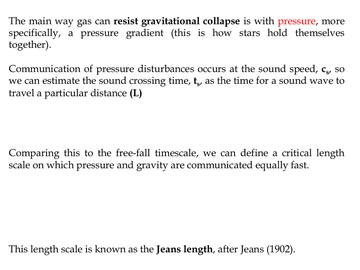 The main way gas can resist gravitational collapse is with pressure, more
specifically, a pressure gradient (this is how stars hold themselves
together).
Communication of pressure disturbances occurs at the sound speed, cₛ, so
we can estimate the sound crossing time, tₛ, as the time for a sound wave to
travel a particular distance (L)
Comparing this to the free-fall timescale, we can define a critical length
scale on which pressure and gravity are communicated equally fast.
This length scale is known as the Jeans length, after Jeans (1902).